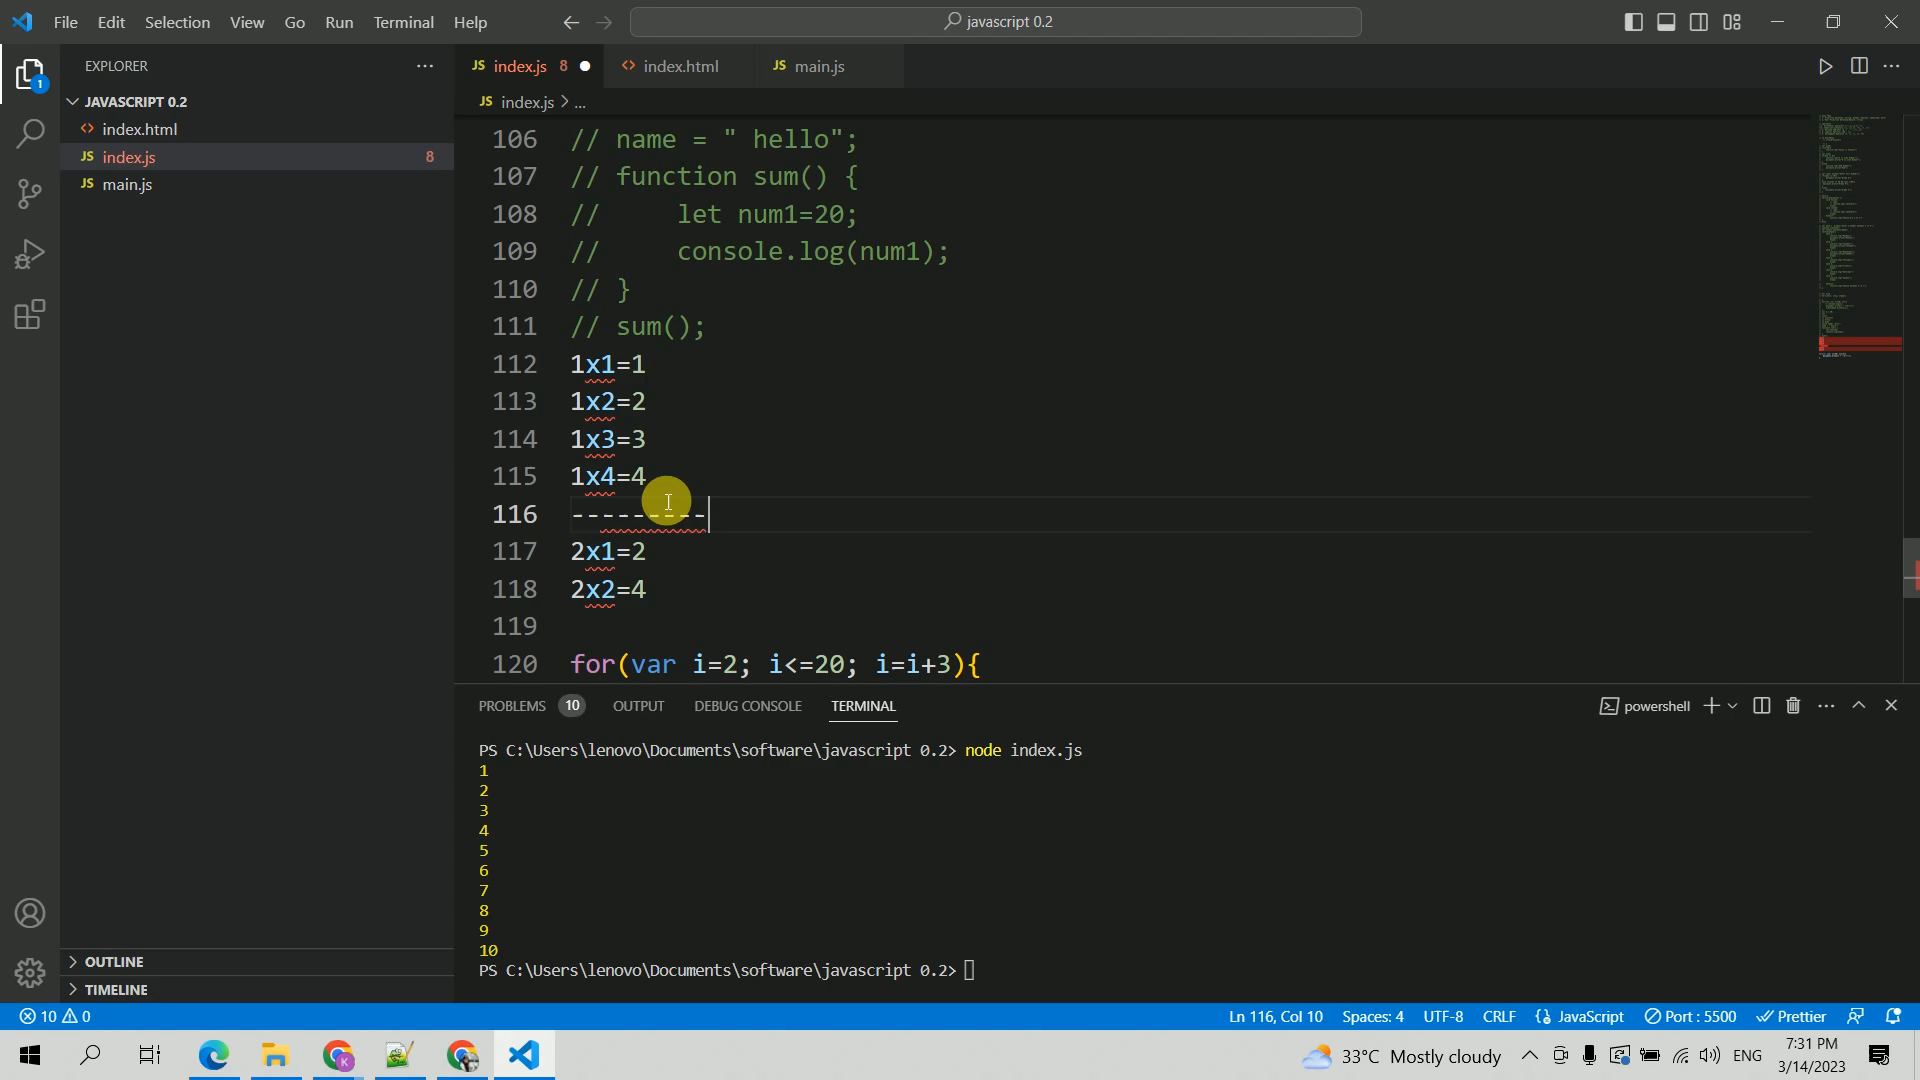 File Edit Selection View Go Run Terminal Help
javascript 0.2
EXPLORER
JAVASCRIPT 0.2
index.html
JS index.js 8
JS main.js
OUTLINE
TIMELINE
JS index.js 8
index.html
JS main.js
JS index.js > ...
106 // name = " hello";
107 // function sum() {
108 //     let num1=20;
109 //     console.log(num1);
110 // }
111 // sum();
112 1x1=1
113 1x2=2
114 1x3=3
115 1x4=4
116 ---------
117 2x1=2
118 2x2=4
119
120 for(var i=2; i<=20; i=i+3){
PROBLEMS 10 OUTPUT DEBUG CONSOLE TERMINAL
powershell
PS C:\Users\lenovo\Documents\software\javascript 0.2> node index.js
1
2
3
4
5
6
7
8
9
10
PS C:\Users\lenovo\Documents\software\javascript 0.2>
1
10 0
Ln 116, Col 10 Spaces: 4 UTF-8 CRLF JavaScript Port : 5500 Prettier
33°C Mostly cloudy
ENG
7:31 PM
3/14/2023